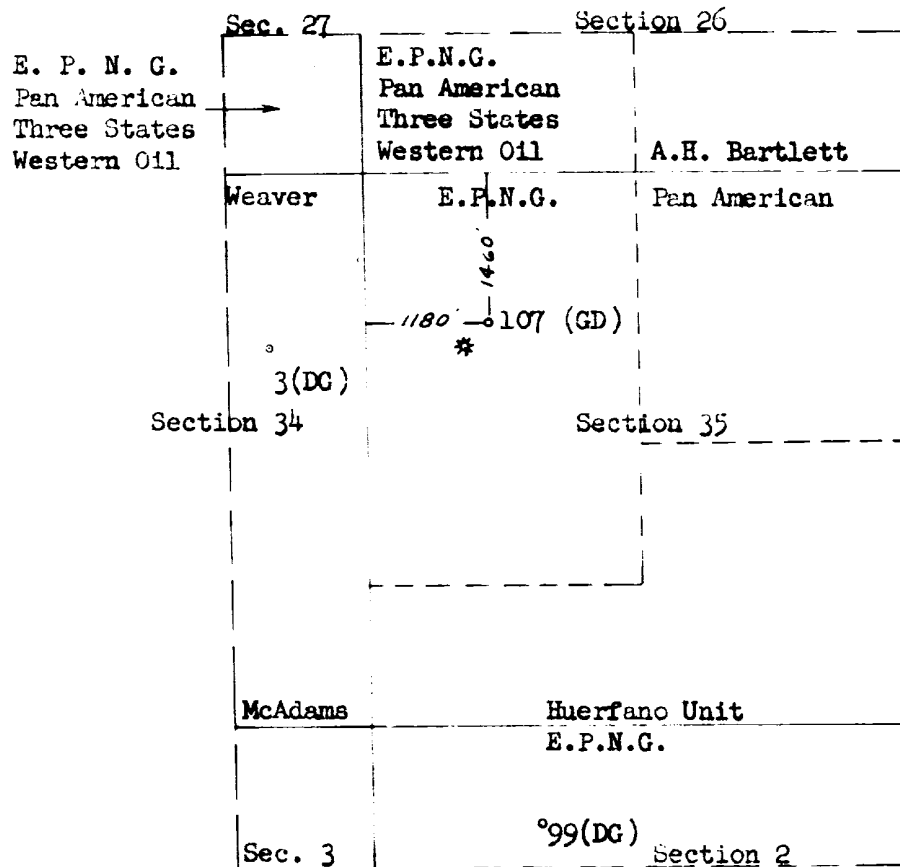 Sec. 27
Section 26
E. P. N. G.
Pan American
Three States
Western Oil
E.P.N.G.
Pan American
Three States
Western Oil
A.H. Bartlett
Weaver
E.P.N.G.
Pan American
1460'
1180'
107 (GD)
3(DG)
Section 34
Section 35
McAdams
Huerfano Unit
E.P.N.G.
99(DG)
Sec. 3
Section 2